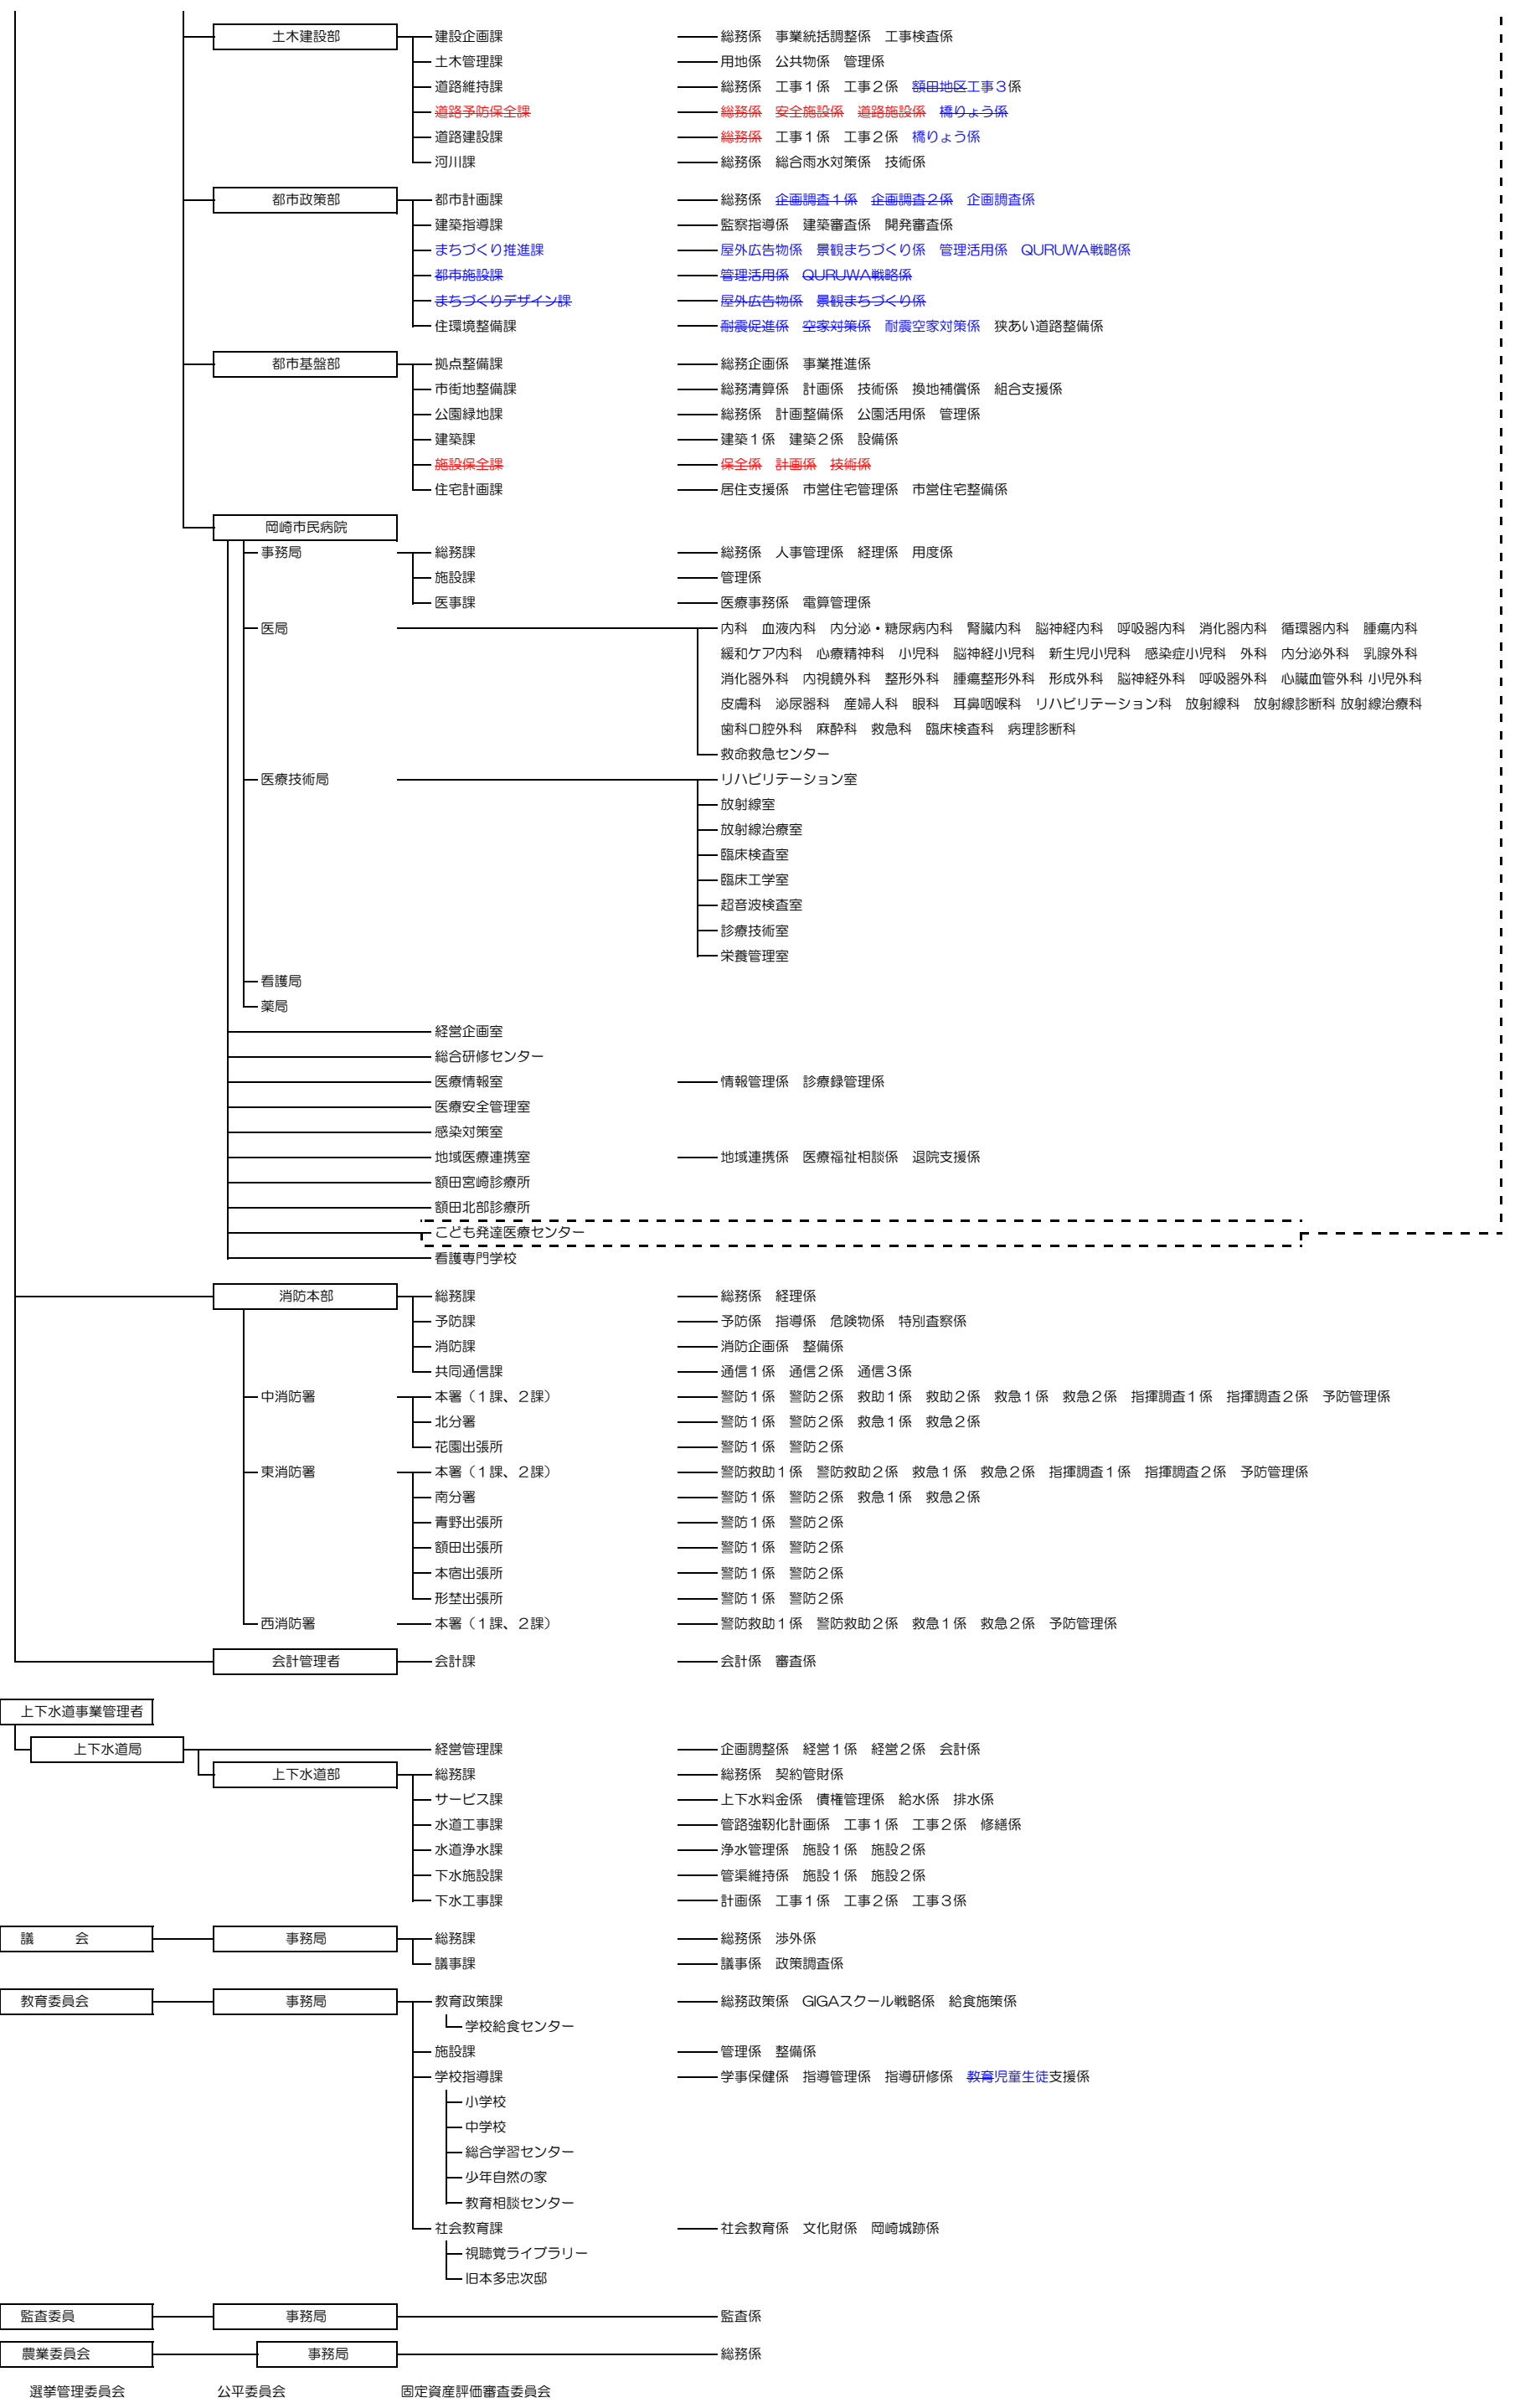 土木建設部　建設企画課　総務係　事業統括調整係　工事検査係
土木管理課　用地係　公共物係　管理係
道路維持課　総務係　工事１係　工事２係　額田地区工事３係
道路予防保全課　総務係　安全施設係　道路施設係　橋りょう係
道路建設課　総務係　工事１係　工事２係　橋りょう係
河川課　総務係　総合雨水対策係　技術係
都市政策部　都市計画課　総務係　企画調査１係　企画調査２係　企画調査係
建築指導課　監察指導係　建築審査係　開発審査係
まちづくり推進課　屋外広告物係　景観まちづくり係　管理活用係　QURUWA戦略係
都市施設課　管理活用係　QURUWA戦略係
まちづくりデザイン課　屋外広告物係　景観まちづくり係
住環境整備課　耐震促進係　空家対策係　耐震空家対策係　狭あい道路整備係
都市基盤部　拠点整備課　総務企画係　事業推進係
市街地整備課　総務清算係　計画係　技術係　換地補償係　組合支援係
公園緑地課　総務係　計画整備係　公園活用係　管理係
建築課　建築１係　建築２係　設備係
施設保全課　保全係　計画係　技術係
住宅計画課　居住支援係　市営住宅管理係　市営住宅整備係
岡崎市民病院
事務局　総務課　総務係　人事管理係　経理係　用度係
施設課　管理係
医事課　医療事務係　電算管理係
医局　内科　血液内科　内分泌・糖尿病内科　腎臓内科　脳神経内科　呼吸器内科　消化器内科　循環器内科　腫瘍内科
緩和ケア内科　心療精神科　小児科　脳神経小児科　新生児小児科　感染症小児科　外科　内分泌外科　乳腺外科
消化器外科　内視鏡外科　整形外科　腫瘍整形外科　形成外科　脳神経外科　呼吸器外科　心臓血管外科 小児外科
皮膚科　泌尿器科　産婦人科　眼科　耳鼻咽喉科　リハビリテーション科　放射線科　放射線診断科 放射線治療科
歯科口腔外科　麻酔科　救急科　臨床検査科　病理診断科
救命救急センター
医療技術局　リハビリテーション室
放射線室
放射線治療室
臨床検査室
臨床工学室
超音波検査室
診療技術室
栄養管理室
看護局
薬局
経営企画室
総合研修センター
医療情報室　情報管理係　診療録管理係
医療安全管理室
感染対策室
地域医療連携室　地域連携係　医療福祉相談係　退院支援係
額田宮崎診療所
額田北部診療所
こども発達医療センター
看護専門学校
消防本部　総務課　総務係　経理係
予防課　予防係　指導係　危険物係　特別査察係
消防課　消防企画係　整備係
共同通信課　通信１係　通信２係　通信３係
中消防署　本署（１課、２課）　警防１係　警防２係　救助１係　救助２係　救急１係　救急２係　指揮調査１係　指揮調査２係　予防管理係
北分署　警防１係　警防２係　救急１係　救急２係
花園出張所　警防１係　警防２係
東消防署　本署（１課、２課）　警防救助１係　警防救助２係　救急１係　救急２係　指揮調査１係　指揮調査２係　予防管理係
南分署　警防１係　警防２係　救急１係　救急２係
青野出張所　警防１係　警防２係
額田出張所　警防１係　警防２係
本宿出張所　警防１係　警防２係
形埜出張所　警防１係　警防２係
西消防署　本署（１課、２課）　警防救助１係　警防救助２係　救急１係　救急２係　予防管理係
会計管理者　会計課　会計係　審査係
上下水道事業管理者
上下水道局　経営管理課　企画調整係　経営１係　経営２係　会計係
上下水道部　総務課　総務係　契約管財係
サービス課　上下水料金係　債権管理係　給水係　排水係
水道工事課　管路強靭化計画係　工事１係　工事２係　修繕係
水道浄水課　浄水管理係　施設１係　施設２係
下水施設課　管渠維持係　施設１係　施設２係
下水工事課　計画係　工事１係　工事２係　工事３係
議　　　会　事務局　総務課　総務係　渉外係
議事課　議事係　政策調査係
教育委員会　事務局　教育政策課　総務政策係　GIGAスクール戦略係　給食施策係
学校給食センター
施設課　管理係　整備係
学校指導課　学事保健係　指導管理係　指導研修係　教育児童生徒支援係
小学校
中学校
総合学習センター
少年自然の家
教育相談センター
社会教育課　社会教育係　文化財係　岡崎城跡係
視聴覚ライブラリー
旧本多忠次邸
監査委員　事務局　監査係
農業委員会　事務局　総務係
選挙管理委員会　公平委員会　固定資産評価審査委員会